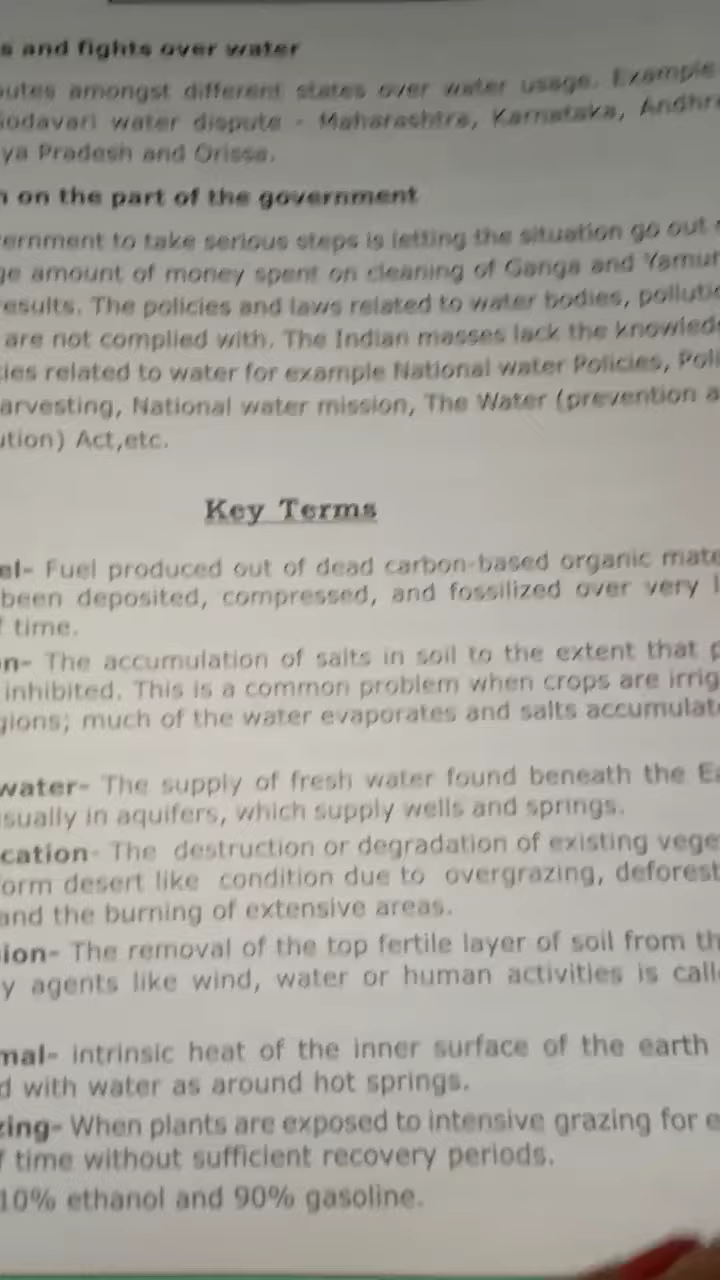 s and fights over water
outes amongst different states over water usage. Example
Godavari water dispute - Maharashtra, Karnataka, Andhr
ya Pradesh and Orissa.
n on the part of the government
ernment to take serious steps is letting the situation go out
ge amount of money spent on cleaning of Ganga and Yamun
results. The policies and laws related to water bodies, polluti
are not complied with. The Indian masses lack the knowled
ies related to water for example National water Policies, Poli
arvesting, National water mission, The Water (prevention a
ution) Act,etc.
Key Terms
el- Fuel produced out of dead carbon-based organic mate
been deposited, compressed, and fossilized over very l
f time.
on- The accumulation of salts in soil to the extent that p
inhibited. This is a common problem when crops are irrig
gions; much of the water evaporates and salts accumulat
water- The supply of fresh water found beneath the Ea
sually in aquifers, which supply wells and springs.
cation- The destruction or degradation of existing vege
orm desert like condition due to overgrazing, deforest
and the burning of extensive areas.
ion- The removal of the top fertile layer of soil from th
y agents like wind, water or human activities is call
mal- intrinsic heat of the inner surface of the earth
d with water as around hot springs.
zing- When plants are exposed to intensive grazing for e
f time without sufficient recovery periods.
10% ethanol and 90% gasoline.